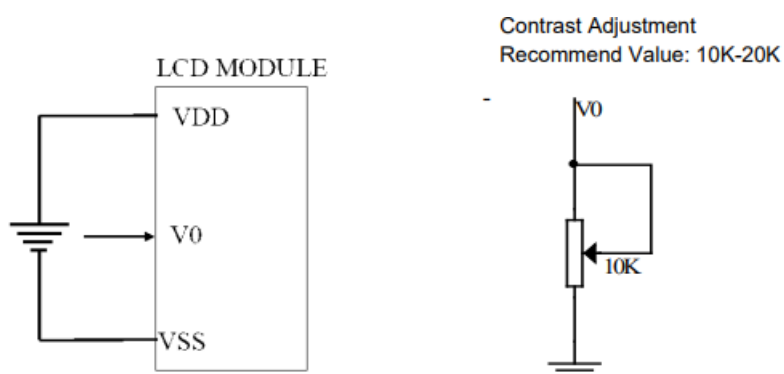 Contrast Adjustment
Recommend Value: 10K-20K
LCD MODULE
VDD
V0
VSS
-
V0
10K